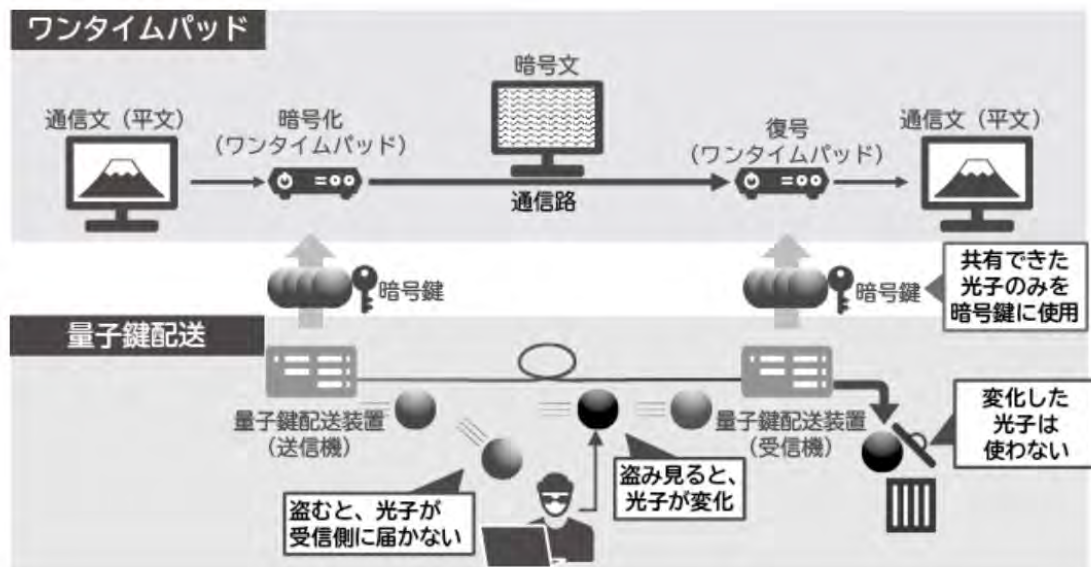 ワンタイムパッド
暗号文
通信文（平文）
暗号化
（ワンタイムパッド）
復号
（ワンタイムパッド）
通信文（平文）
通信路
暗号鍵
暗号鍵
共有できた
光子のみを
暗号鍵に使用
量子鍵配送
量子鍵配送装置
（送信機）
量子鍵配送装置
（受信機）
変化した
光子は
使わない
盗むと、光子が
受信側に届かない
盗み見ると、
光子が変化